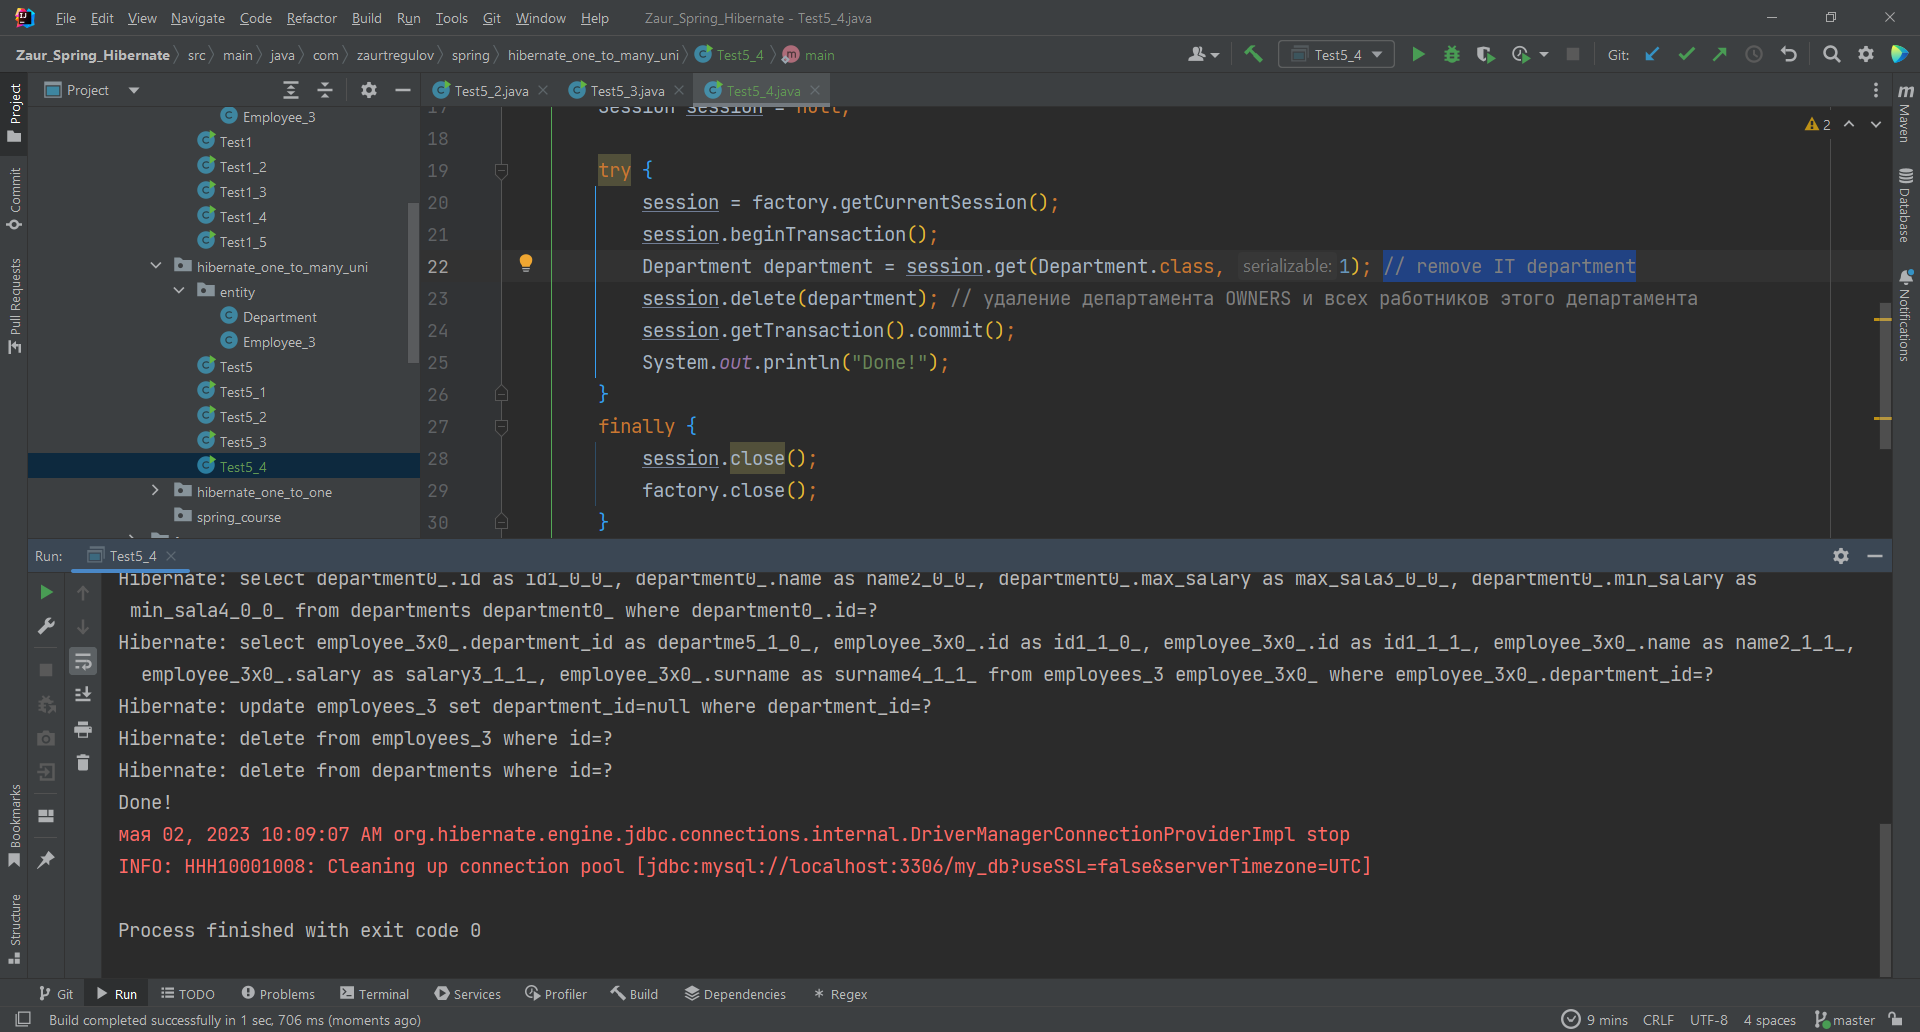 File Edit View Navigate Code Refactor Build Run Tools Git Window Help Zaur_Spring_Hibernate - Test5_4.java
Zaur_Spring_Hibernate src main java com zaurtregulov spring hibernate_one_to_many_uni Test5_4 main Test5_4 Git:
Project
Test5_2.java Test5_3.java Test5_4.java
Project
Commit
Pull Requests
Bookmarks
Structure
Employee_3
Test1
Test1_2
Test1_3
Test1_4
Test1_5
hibernate_one_to_many_uni
entity
Department
Employee_3
Test5
Test5_1
Test5_2
Test5_3
Test5_4
hibernate_one_to_one
spring_course
17 Session session = null;
18
19 try {
20 session = factory.getCurrentSession();
21 session.beginTransaction();
22 Department department = session.get(Department.class, serializable: 1); // remove IT department
23 session.delete(department); // удаление департамента OWNERS и всех работников этого департамента
24 session.getTransaction().commit();
25 System.out.println("Done!");
26 }
27 finally {
28 session.close();
29 factory.close();
30 }
2
m Maven
Database
Notifications
Run: Test5_4
Hibernate: select department0_.id as id1_0_0_, department0_.name as name2_0_0_, department0_.max_salary as max_sala3_0_0_, department0_.min_salary as
min_sala4_0_0_ from departments department0_ where department0_.id=?
Hibernate: select employee_3x0_.department_id as departme5_1_0_, employee_3x0_.id as id1_1_0_, employee_3x0_.id as id1_1_1_, employee_3x0_.name as name2_1_1_,
employee_3x0_.salary as salary3_1_1_, employee_3x0_.surname as surname4_1_1_ from employees_3 employee_3x0_ where employee_3x0_.department_id=?
Hibernate: update employees_3 set department_id=null where department_id=?
Hibernate: delete from employees_3 where id=?
Hibernate: delete from departments where id=?
Done!
мая 02, 2023 10:09:07 AM org.hibernate.engine.jdbc.connections.internal.DriverManagerConnectionProviderImpl stop
INFO: HHH10001008: Cleaning up connection pool [jdbc:mysql://localhost:3306/my_db?useSSL=false&serverTimezone=UTC]
Process finished with exit code 0
Git Run TODO Problems Terminal Services Profiler Build Dependencies Regex
Build completed successfully in 1 sec, 706 ms (moments ago) 9 mins CRLF UTF-8 4 spaces master